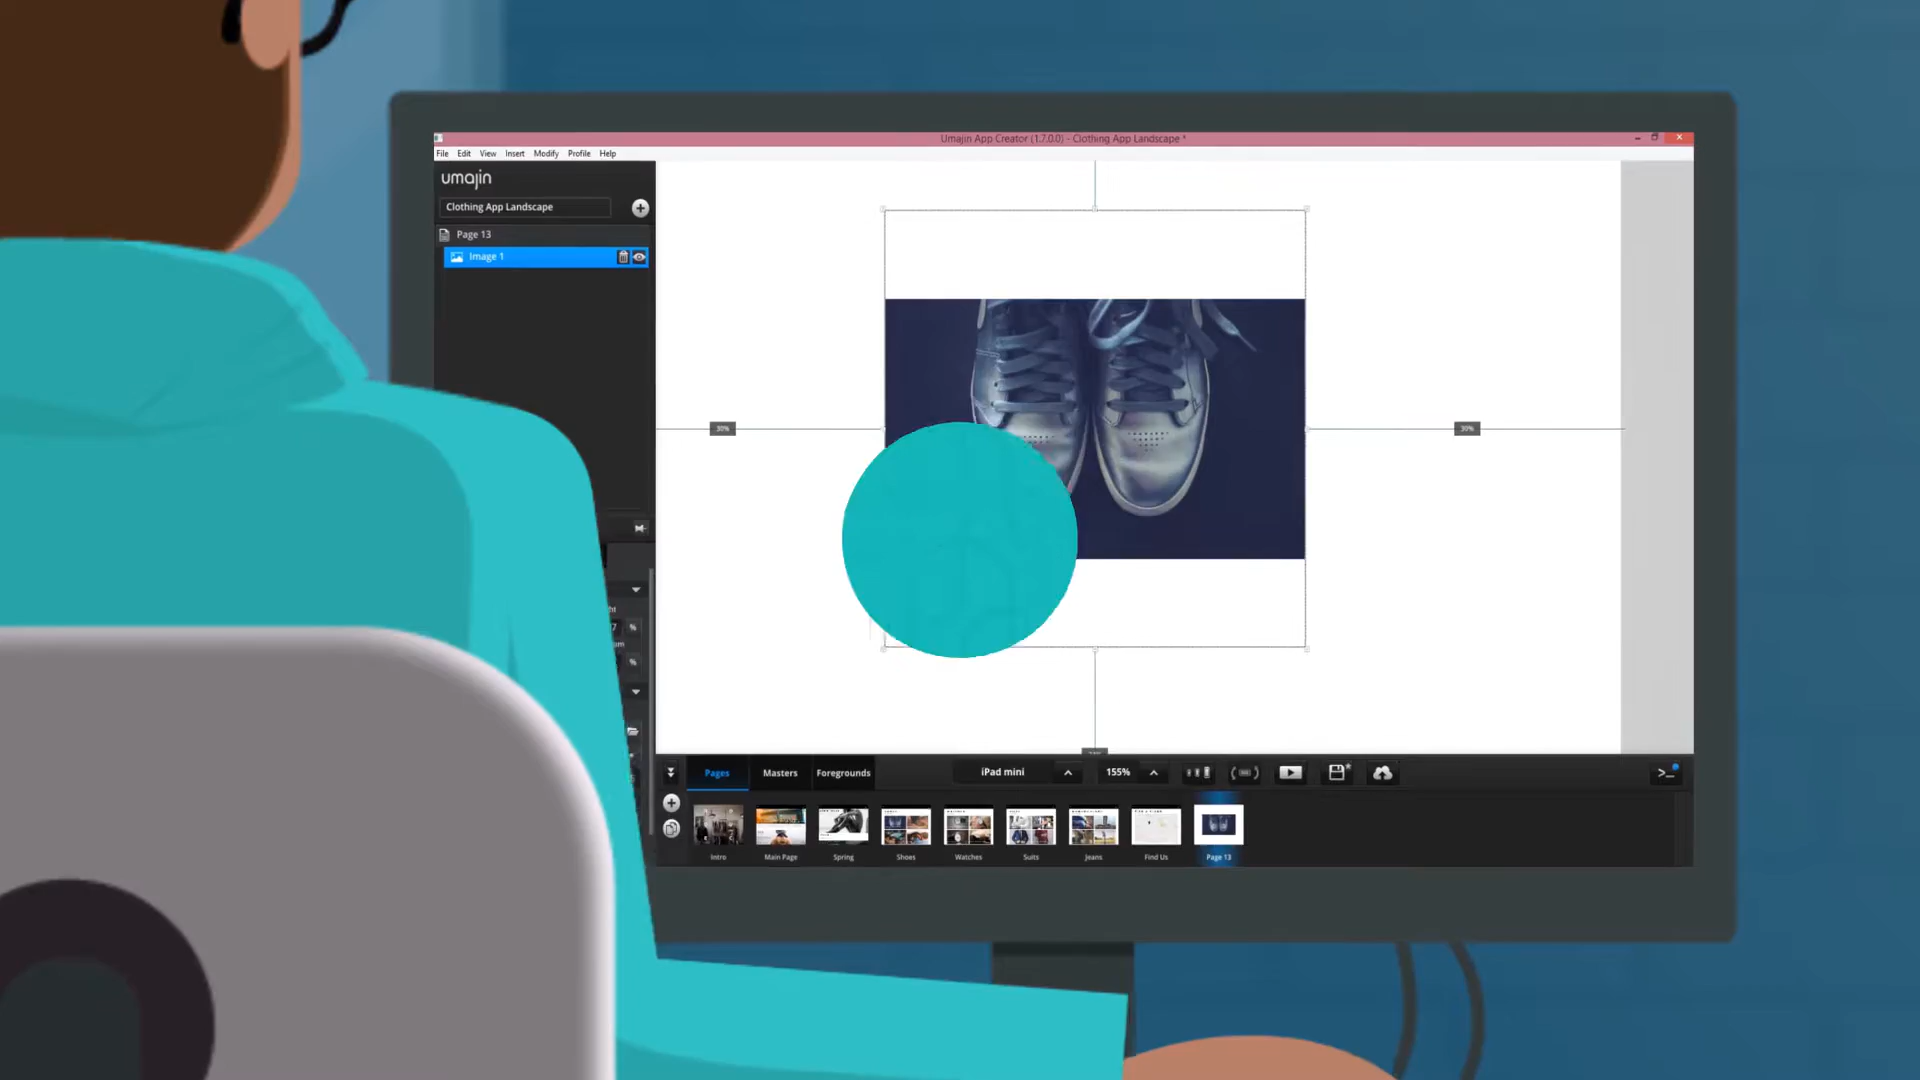 Umajin App Creator (1.7.0.0) - Clothing App Landscape *
File Edit View Insert Modify Profile Help
umajin
Clothing App Landscape
Page 13
Image 1
30%
30%
%
%
Pages Masters Foregrounds iPad mini 155%
Intro Main Page Spring Shoes Watches Suits Jeans Find Us Page 13